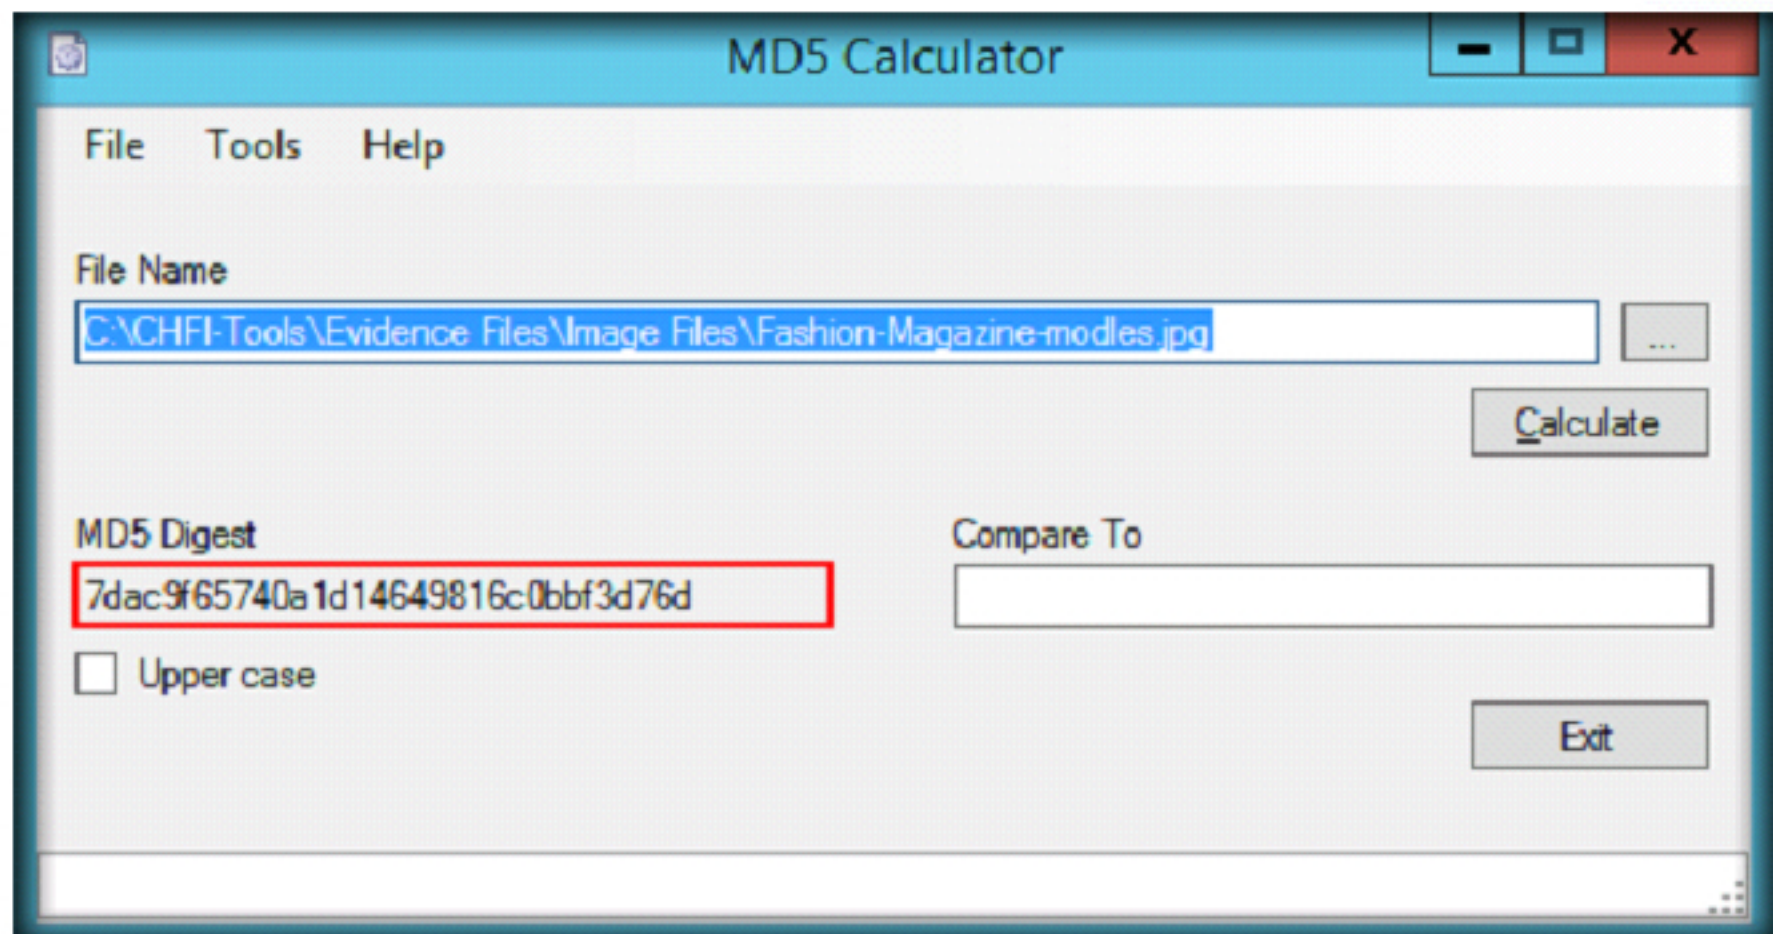 MD5 Calculator
File Tools Help
File Name
C:\CHFI-Tools\Evidence Files\Image Files\Fashion-Magazine-modles.jpg
...
Calculate
MD5 Digest
Compare To
7dac9f65740a1d14649816c0bbf3d76d
Upper case
Exit